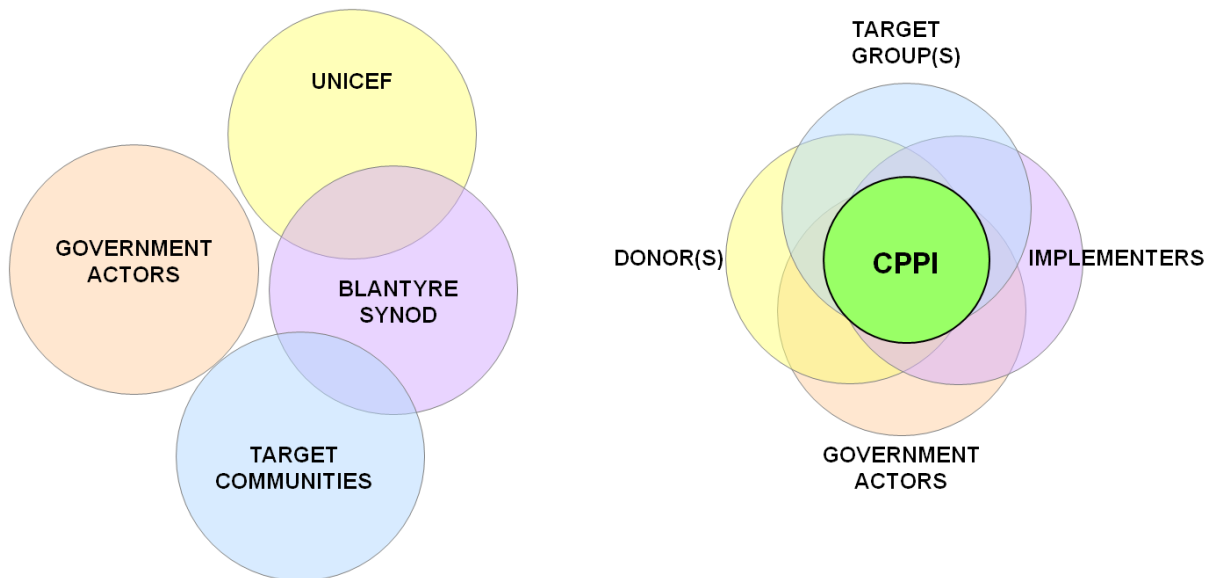 UNICEF
GOVERNMENT
ACTORS
BLANTYRE
SYNOD
TARGET
COMMUNITIES
TARGET
GROUP(S)
DONOR(S)
CPPI
IMPLEMENTERS
GOVERNMENT
ACTORS